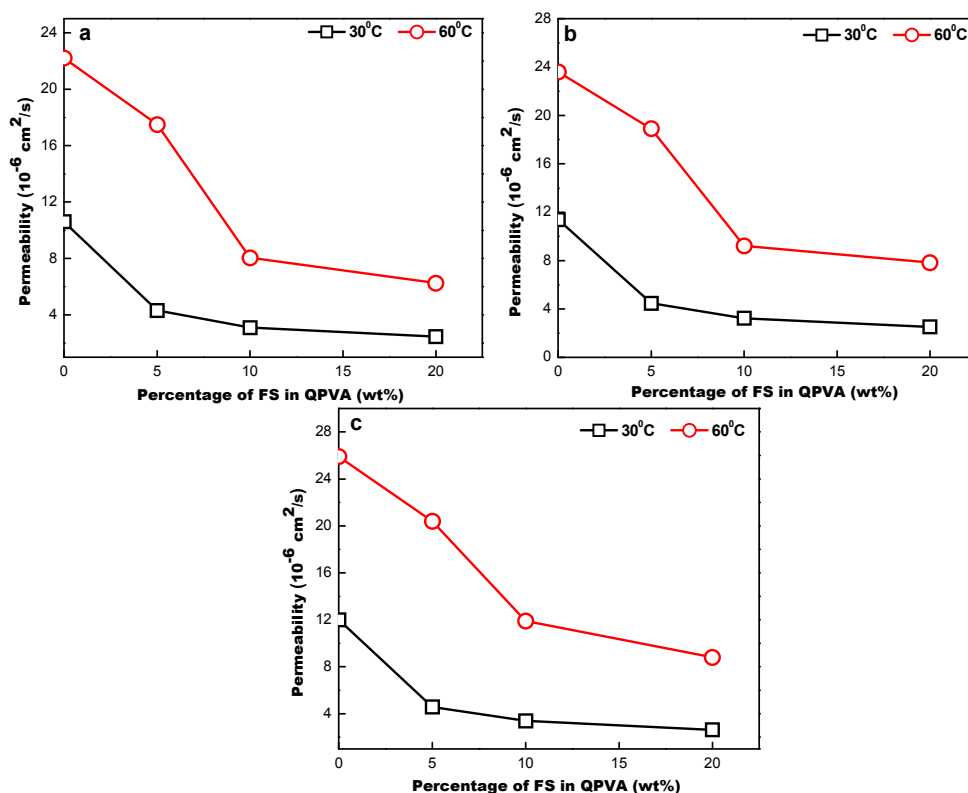 a
30⁰C
60⁰C
Permeability (10⁻⁶ cm²/s)
24
20
16
12
8
4
0
5
10
15
20
Percentage of FS in QPVA (wt%)
b
30⁰C
60⁰C
Permeability (10⁻⁶ cm²/s)
28
24
20
16
12
8
4
0
0
5
10
15
20
Percentage of FS in QPVA (wt%)
c
30⁰C
60⁰C
Permeability (10⁻⁶ cm²/s)
28
24
20
16
12
8
4
0
5
10
15
20
Percentage of FS in QPVA (wt%)